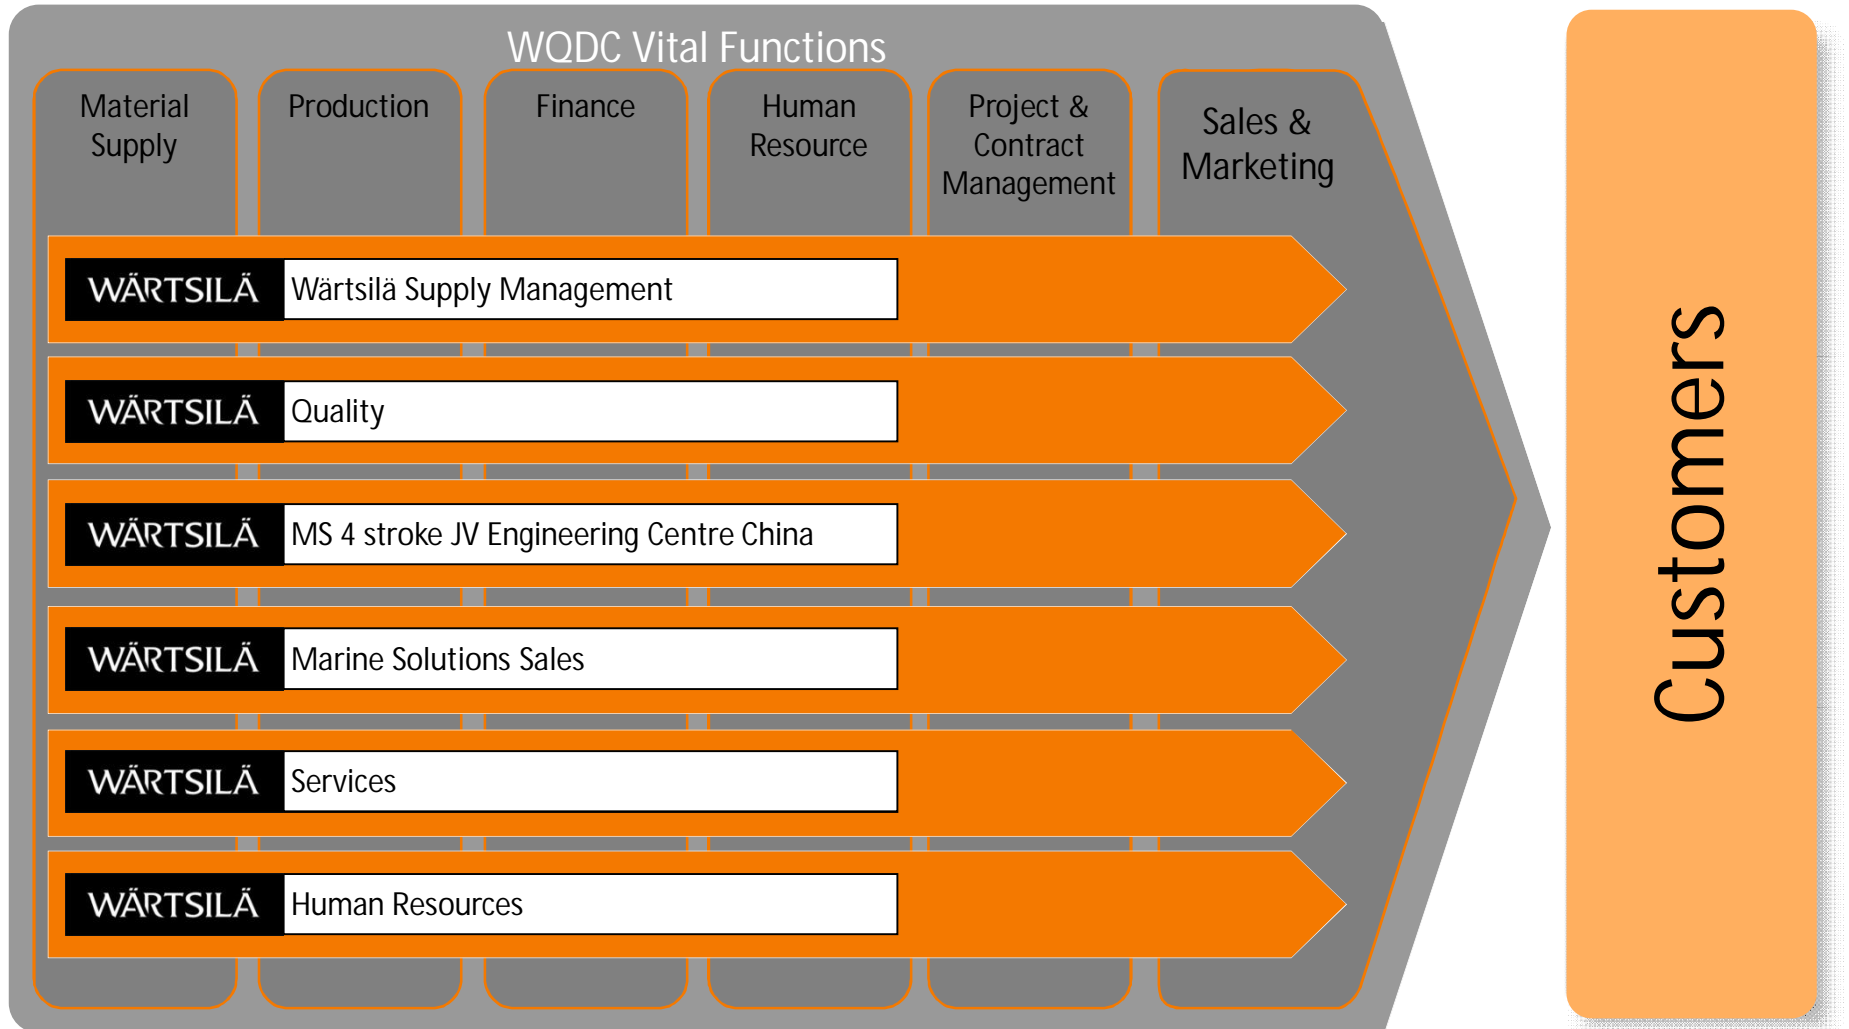 WQDC Vital Functions
Material
Supply
Production
Finance
Human
Resource
Project &
Contract
Management
Sales &
Marketing
WÄRTSILÄ Wärtsilä Supply Management
WÄRTSILÄ Quality
WÄRTSILÄ MS 4 stroke JV Engineering Centre China
WÄRTSILÄ Marine Solutions Sales
WÄRTSILÄ Services
WÄRTSILÄ Human Resources
Customers